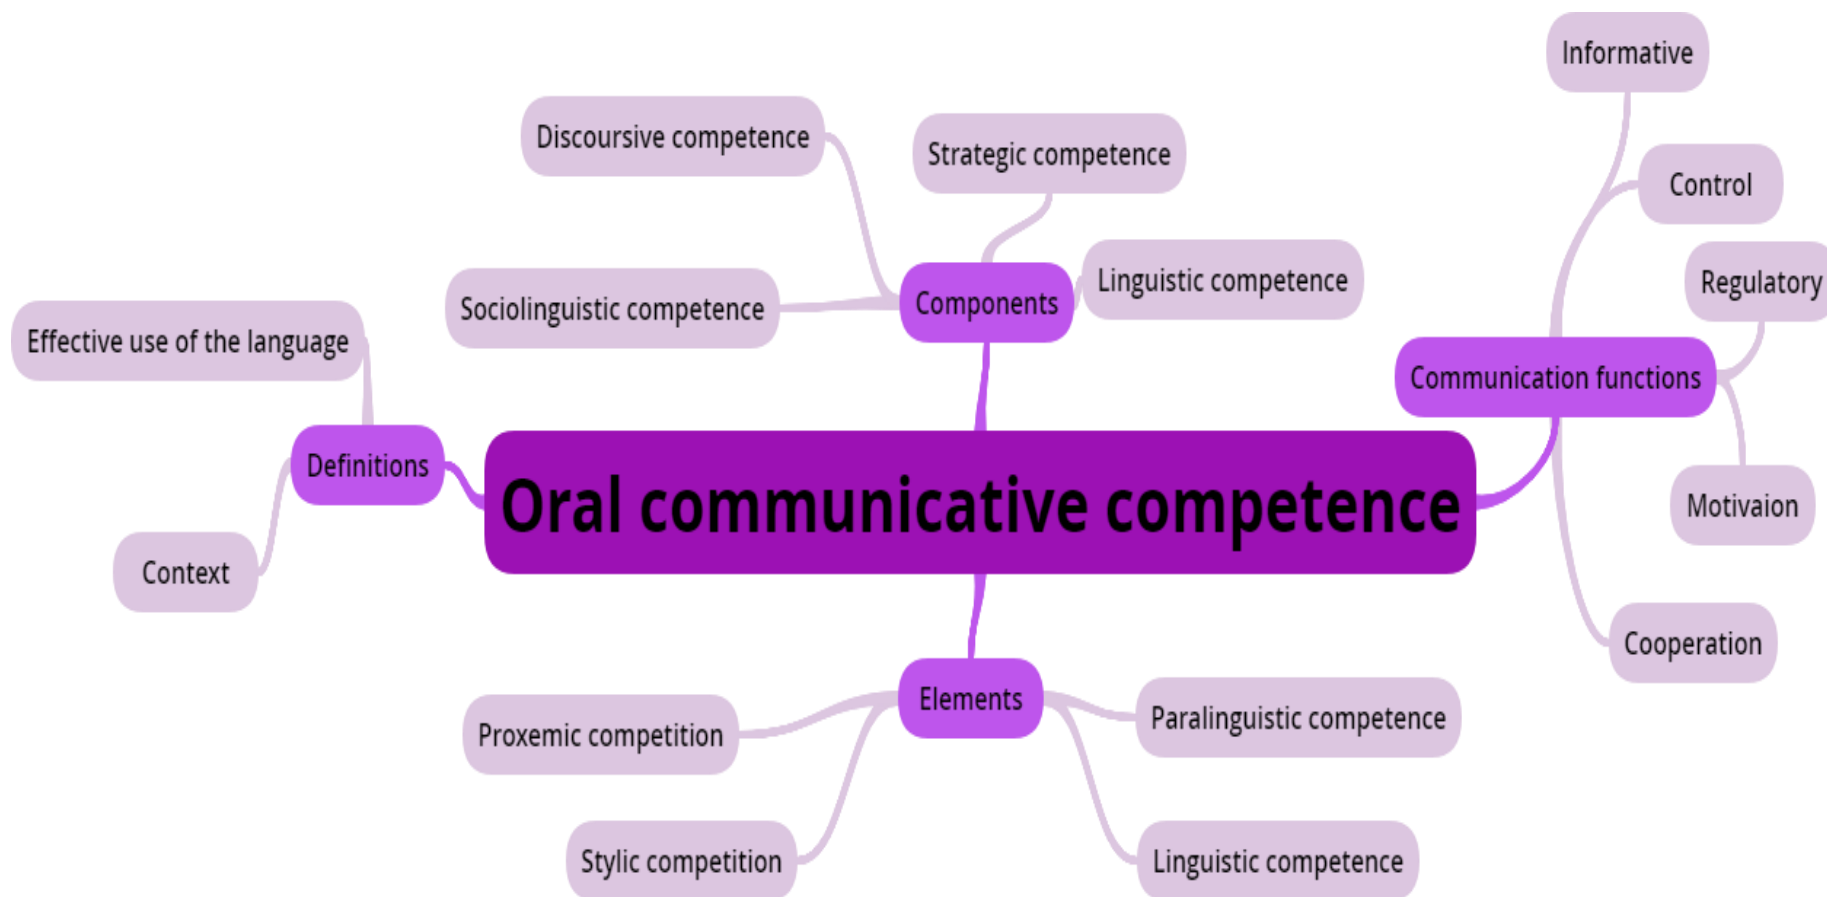 Informative
Discoursive competence
Strategic competence
Control
Linguistic competence
Regulatory
Sociolinguistic competence
Components
Effective use of the language
Communication functions
Definitions
Oral communicative competence
Motivaion
Context
Cooperation
Elements
Paralinguistic competence
Proxemic competition
Stylic competition
Linguistic competence